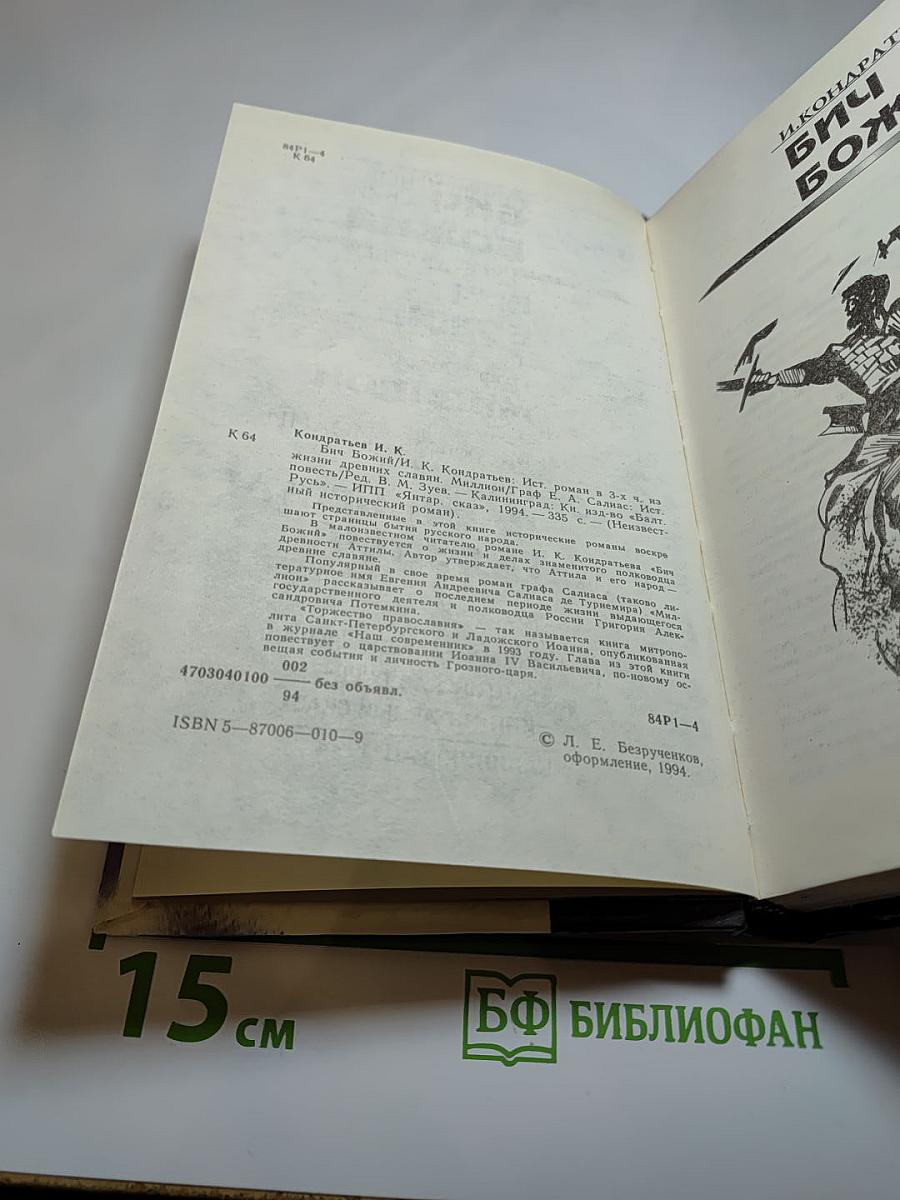 84Р1—4
К 64
К 64
Кондратьев И. К.
Бич Божий/И. К. Кондратьев: Ист. роман в 3-х ч. из
жизни древних славян. Миллион/Граф Е. А. Салиас: Ист.
повесть/Ред. В. М. Зуев. — Калининград: Кн. изд-во «Балт.
Русь». — ИПП «Янтар. сказ», 1994. — 335 с. — (Неизвест-
ный исторический роман).
Представленные в этой книге исторические романы воскре
шают страницы бытия русского народа.
В малоизвестном читателю романе И. К. Кондратьева «Бич
Божий» повествуется о жизни и делах знаменитого полководца
древности Аттилы. Автор утверждает, что Аттила и его народ —
древние славяне.
Популярный в свое время роман графа Салиаса (таково ли-
тературное имя Евгения Андреевича Салиаса де Турнемира) «Мил-
лион» рассказывает о последнем периоде жизни выдающегося
государственного деятеля и полководца России Григория Алек-
сандровича Потемкина.
«Торжество православия» — так называется книга митропо-
лита Санкт-Петербургского и Ладожского Иоанна, опубликованная
в журнале «Наш современник» в 1993 году. Глава из этой книги
повествует о царствовании Иоанна IV Васильевича, по-новому ос-
вещая события и личность Грозного-царя.
4703040100 002 — 94 без объявл.
84Р1—4
ISBN 5—87006—010—9
© Л. Е. Безрученков,
оформление, 1994.
И.КОНДРАТ
БИЧ
БОЖ
15 см
БФ БИБЛИОФАН